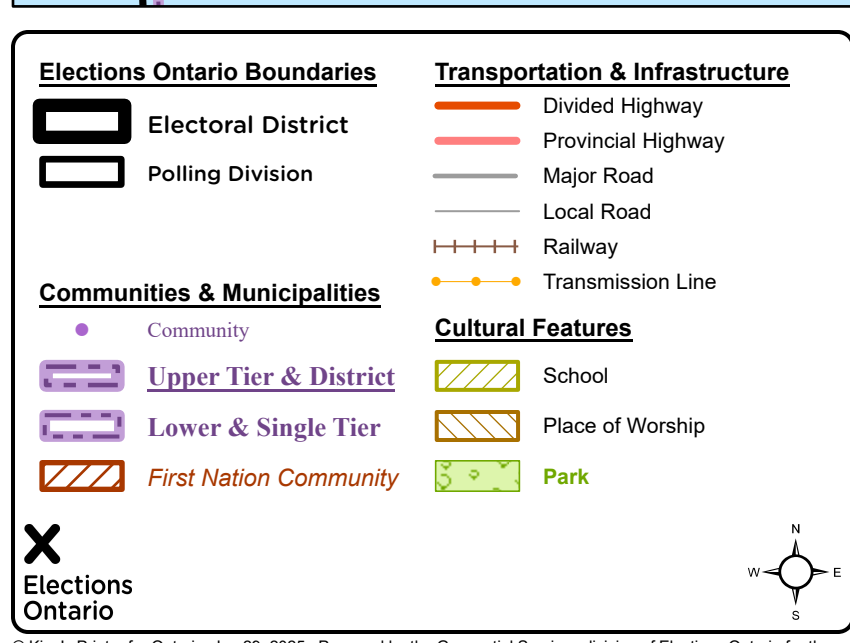 Elections Ontario Boundaries
Electoral District
Polling Division
Communities & Municipalities
Community
Upper Tier & District
Lower & Single Tier
First Nation Community
Transportation & Infrastructure
Divided Highway
Provincial Highway
Major Road
Local Road
Railway
Transmission Line
Cultural Features
School
Place of Worship
Park
Elections
Ontario
N
W E
S